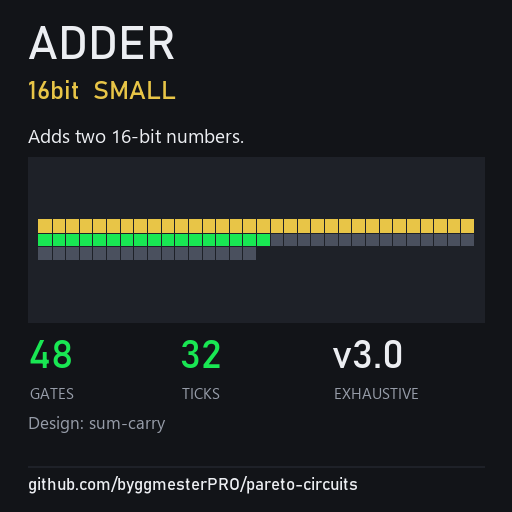 ADDER
16bit SMALL
Adds two 16-bit numbers.
48 32 v3.0
GATES TICKS EXHAUSTIVE
Design: sum-carry
github.com/byggmesterPRO/pareto-circuits